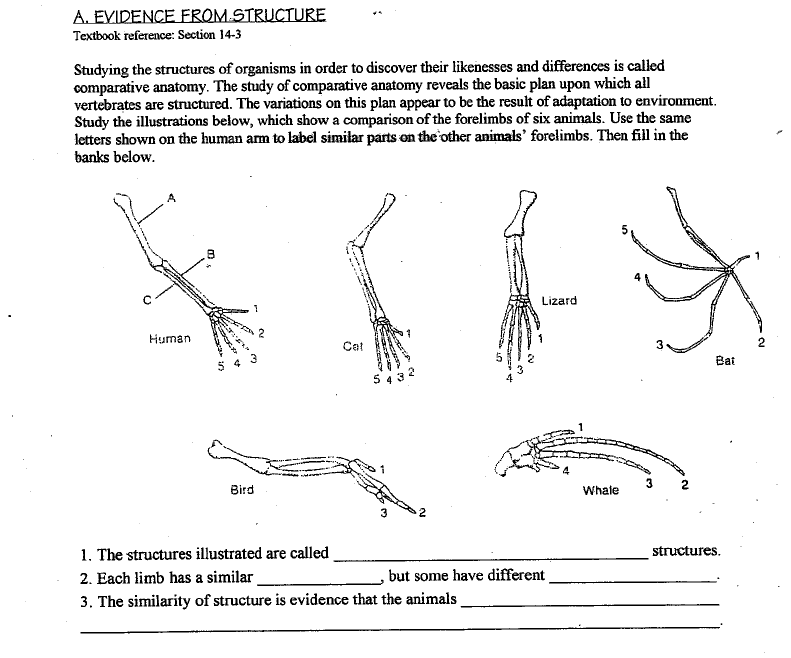 A. EVIDENCE FROM STRUCTURE
Textbook reference: Section 14-3
Studying the structures of organisms in order to discover their likenesses and differences is called
comparative anatomy. The study of comparative anatomy reveals the basic plan upon which all
vertebrates are structured. The variations on this plan appear to be the result of adaptation to environment.
Study the illustrations below, which show a comparison of the forelimbs of six animals. Use the same
letters shown on the human arm to label similar parts on the other animals' forelimbs. Then fill in the
banks below.
A
B
C
1
2
3
4
5
Human
1
2
3
4
5
Cat
Lizard
1
2
3
4
5
5
4
3
1
2
Bat
1
2
3
Bird
1
2
3
4
Whale
1. The structures illustrated are called ______ structures.
2. Each limb has a similar ______, but some have different ______.
3. The similarity of structure is evidence that the animals ______
______.